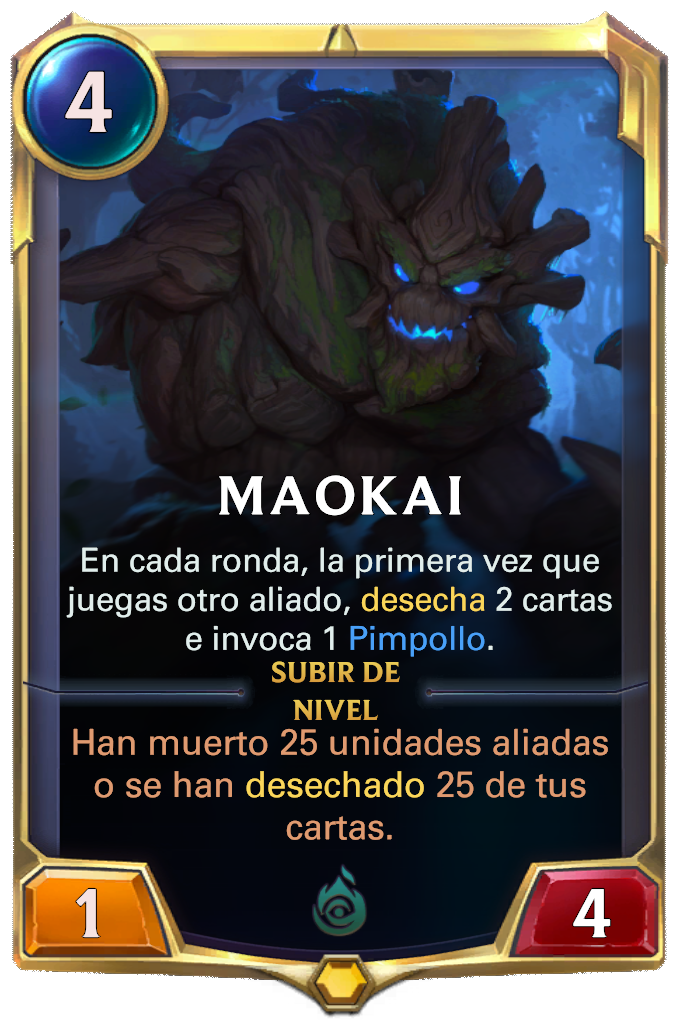 4
MAOKAI
En cada ronda, la primera vez que
juegas otro aliado, desecha 2 cartas
e invoca 1 Pimpollo.
SUBIR DE
NIVEL
Han muerto 25 unidades aliadas
o se han desechado 25 de tus
cartas.
1
4